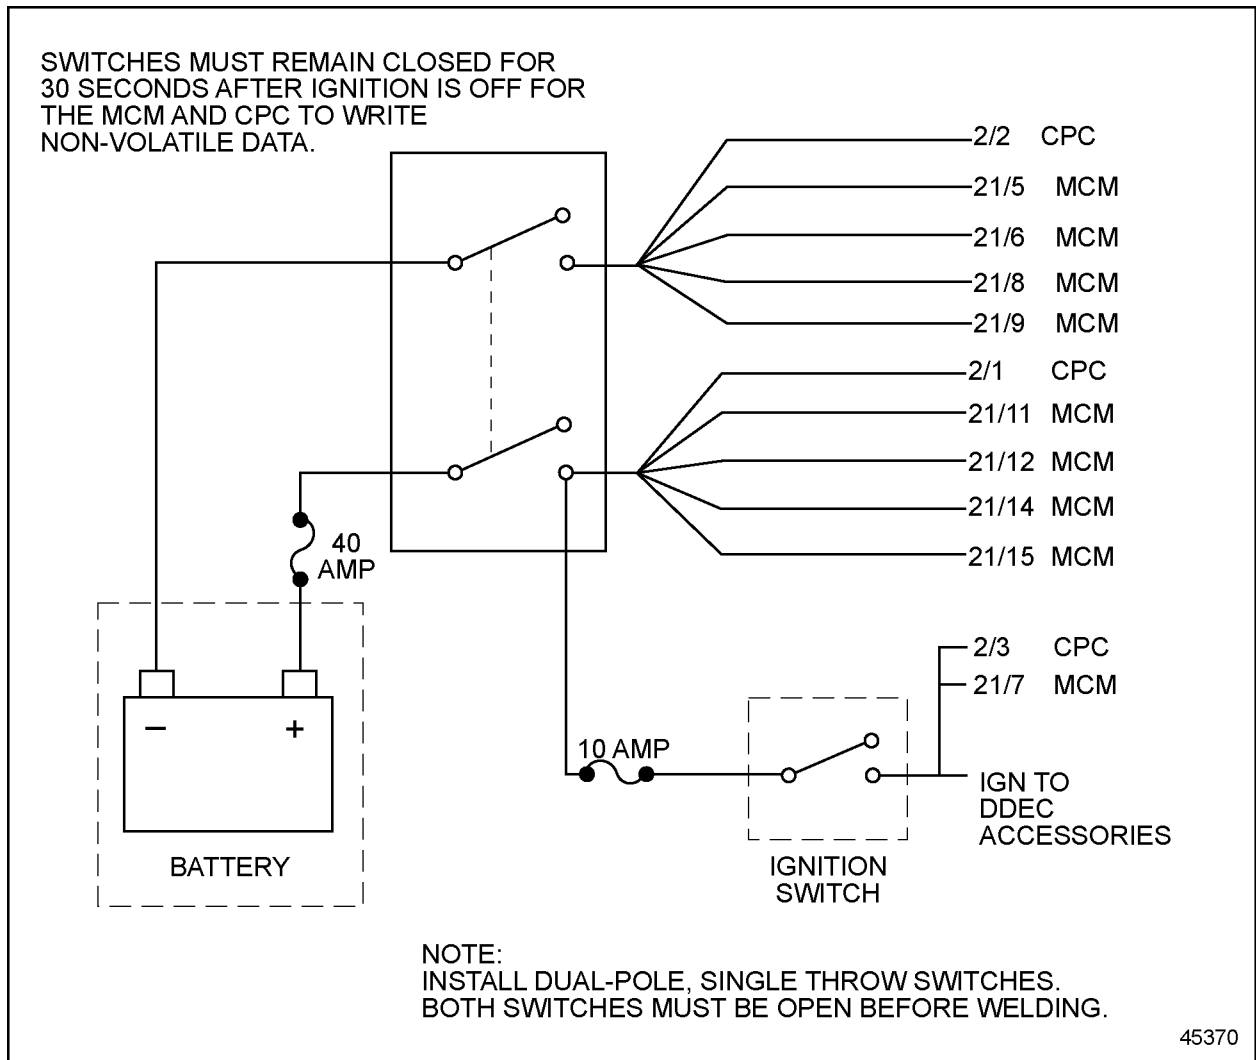 SWITCHES MUST REMAIN CLOSED FOR
30 SECONDS AFTER IGNITION IS OFF FOR
THE MCM AND CPC TO WRITE
NON-VOLATILE DATA.
2/2 CPC
21/5 MCM
21/6 MCM
21/8 MCM
21/9 MCM
2/1 CPC
21/11 MCM
21/12 MCM
21/14 MCM
21/15 MCM
40
AMP
2/3 CPC
21/7 MCM
− +
10 AMP
IGN TO
DDEC
ACCESSORIES
BATTERY
IGNITION
SWITCH
NOTE:
INSTALL DUAL-POLE, SINGLE THROW SWITCHES.
BOTH SWITCHES MUST BE OPEN BEFORE WELDING.
45370